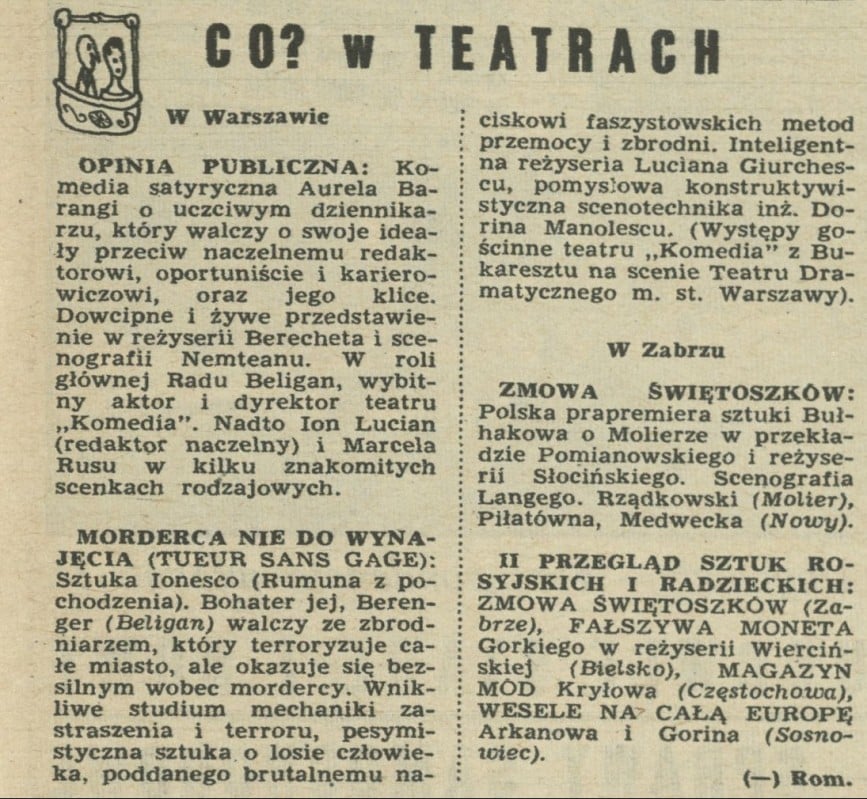 CO? w TEATRACH
W Warszawie
OPINIA PUBLICZNA: Ko-
media satyryczna Aurela Ba-
rangi o uczciwym dziennika-
rzu, który walczy o swoje idea-
ły przeciw naczelnemu redak-
torowi, oportuniście i kariero-
wiczowi, oraz jego klice.
Dowcipne i żywe przedstawie-
nie w reżyserii Berecheta i sce-
nografii Nemteanu. W roli
głównej Radu Beligan, wybit-
ny aktor i dyrektor teatru
„Komedia”. Nadto Ion Lucian
(redaktor naczelny) i Marcela
Rusu w kilku znakomitych
scenkach rodzajowych.
MORDERCA NIE DO WYNA-
JĘCIA (TUEUR SANS GAGE):
Sztuka Ionesco (Rumuna z po-
chodzenia). Bohater jej, Beren-
ger (Beligan) walczy ze zbrod-
niarzem, który terroryzuje ca-
łe miasto, ale okazuje się bez-
silnym wobec mordercy. Wnik-
liwe studium mechaniki za-
straszenia i terroru, pesymi-
styczna sztuka o losie człowie-
ka, poddanego brutalnemu na-
ciskowi faszystowskich metod
przemocy i zbrodni. Inteligent-
na reżyseria Luciana Giurches-
cu, pomysłowa konstruktywi-
styczna scenotechnika inż. Do-
rina Manolescu. (Występy go-
ścinne teatru „Komedia” z Bu-
karesztu na scenie Teatru Dra-
matycznego m. st. Warszawy).
W Zabrzu
ZMOWA ŚWIĘTOSZKÓW:
Polska prapremiera sztuki Buł-
hakowa o Molierze w przekła-
dzie Pomianowskiego i reżyse-
rii Słocińskiego. Scenografia
Langego. Rządkowski (Molier),
Piłatówna, Medwecka (Nowy).
II PRZEGLĄD SZTUK RO-
SYJSKICH I RADZIECKICH:
ZMOWA ŚWIĘTOSZKÓW (Za-
brze), FAŁSZYWA MONETA
Gorkiego w reżyserii Wierciń-
skiej (Bielsko), MAGAZYN
MÓD Kryłowa (Częstochowa),
WESELE NA CAŁĄ EUROPĘ
Arkanowa i Gorina (Sosno-
wiec).
(—) Rom.